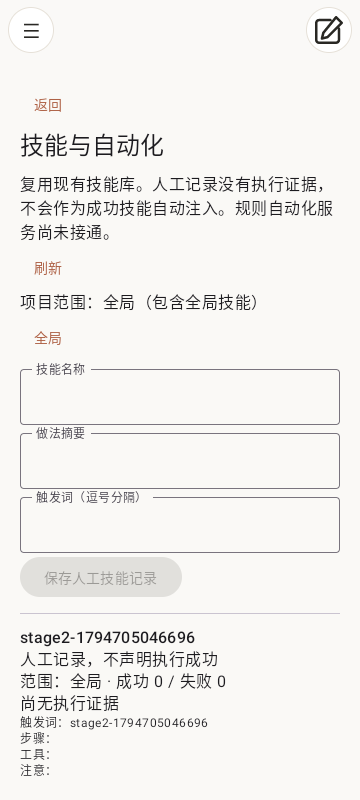 返回
技能与自动化
复用现有技能库。人工记录没有执行证据，
不会作为成功技能自动注入。规则自动化服
务尚未接通。
刷新
项目范围：全局（包含全局技能）
全局
技能名称
做法摘要
触发词（逗号分隔）
保存人工技能记录
stage2-1794705046696
人工记录，不声明执行成功
范围：全局 · 成功 0 / 失败 0
尚无执行证据
触发词：stage2-1794705046696
步骤：
工具：
注意：